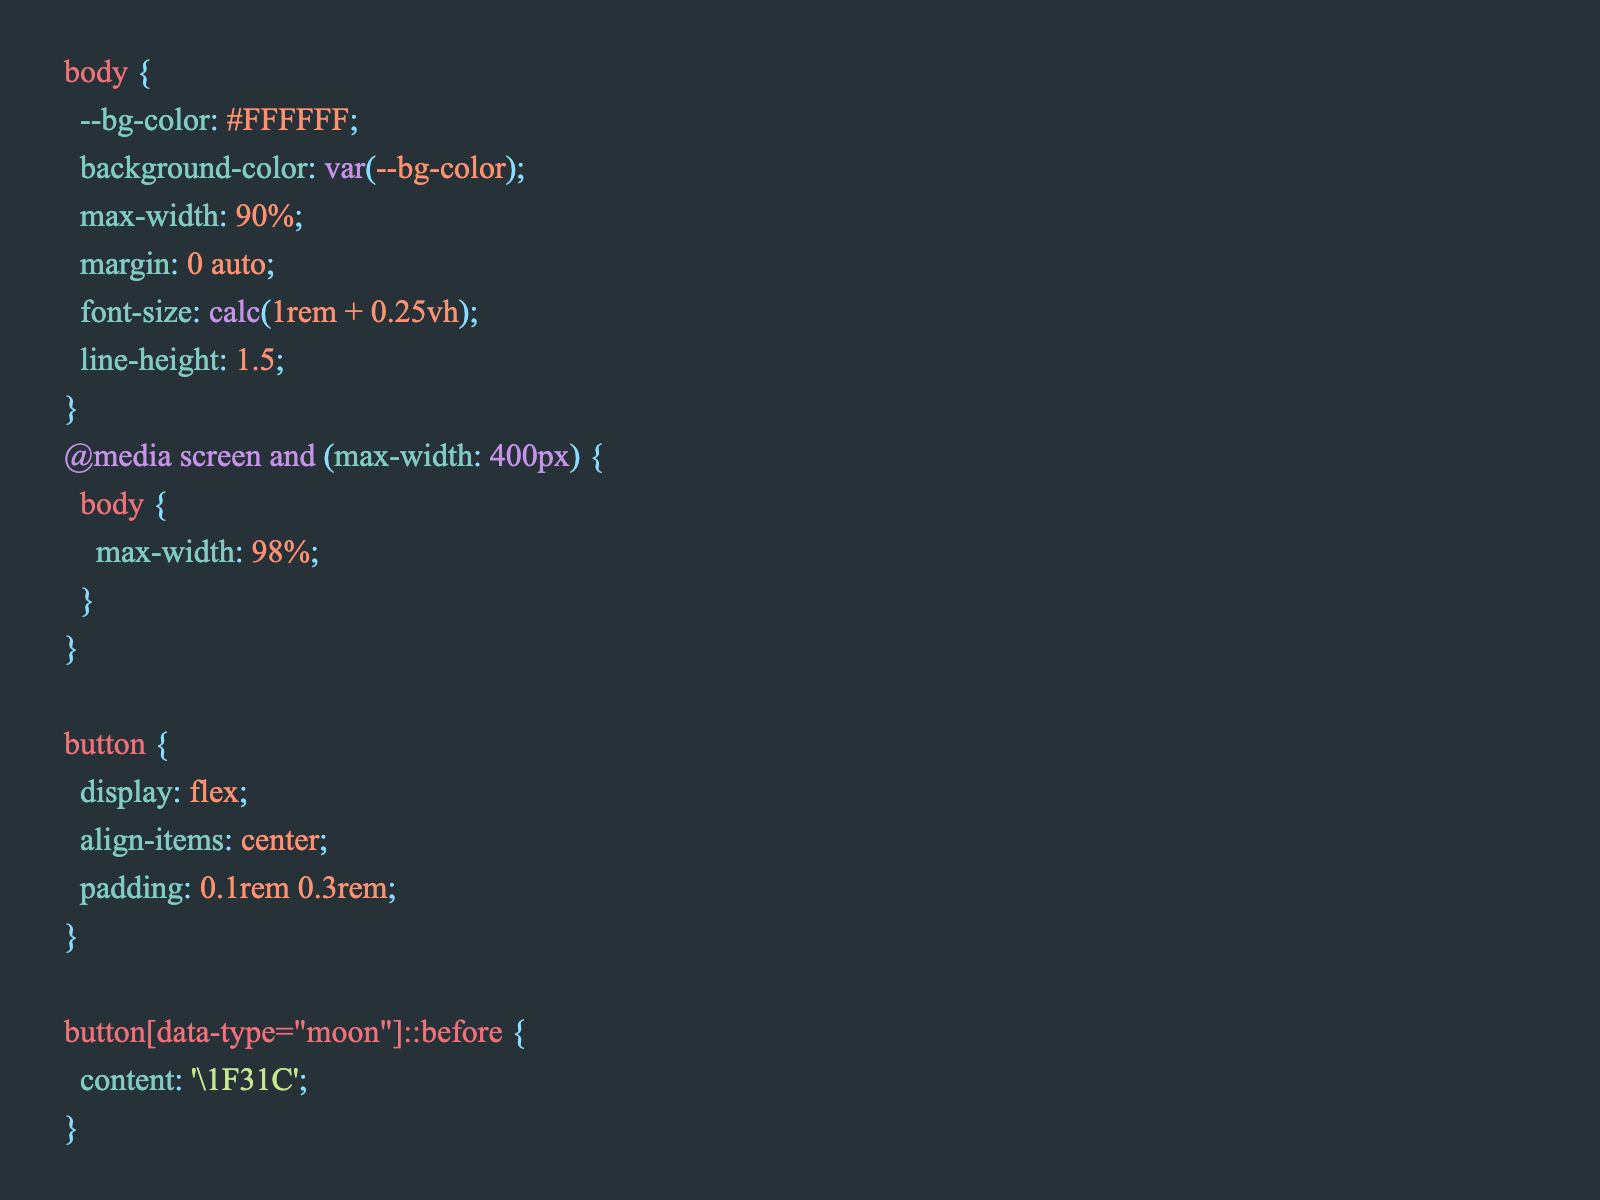 body {
  --bg-color: #FFFFFF;
  background-color: var(--bg-color);
  max-width: 90%;
  margin: 0 auto;
  font-size: calc(1rem + 0.25vh);
  line-height: 1.5;
}
@media screen and (max-width: 400px) {
  body {
    max-width: 98%;
  }
}

button {
  display: flex;
  align-items: center;
  padding: 0.1rem 0.3rem;
}

button[data-type="moon"]::before {
  content: '\1F31C';
}